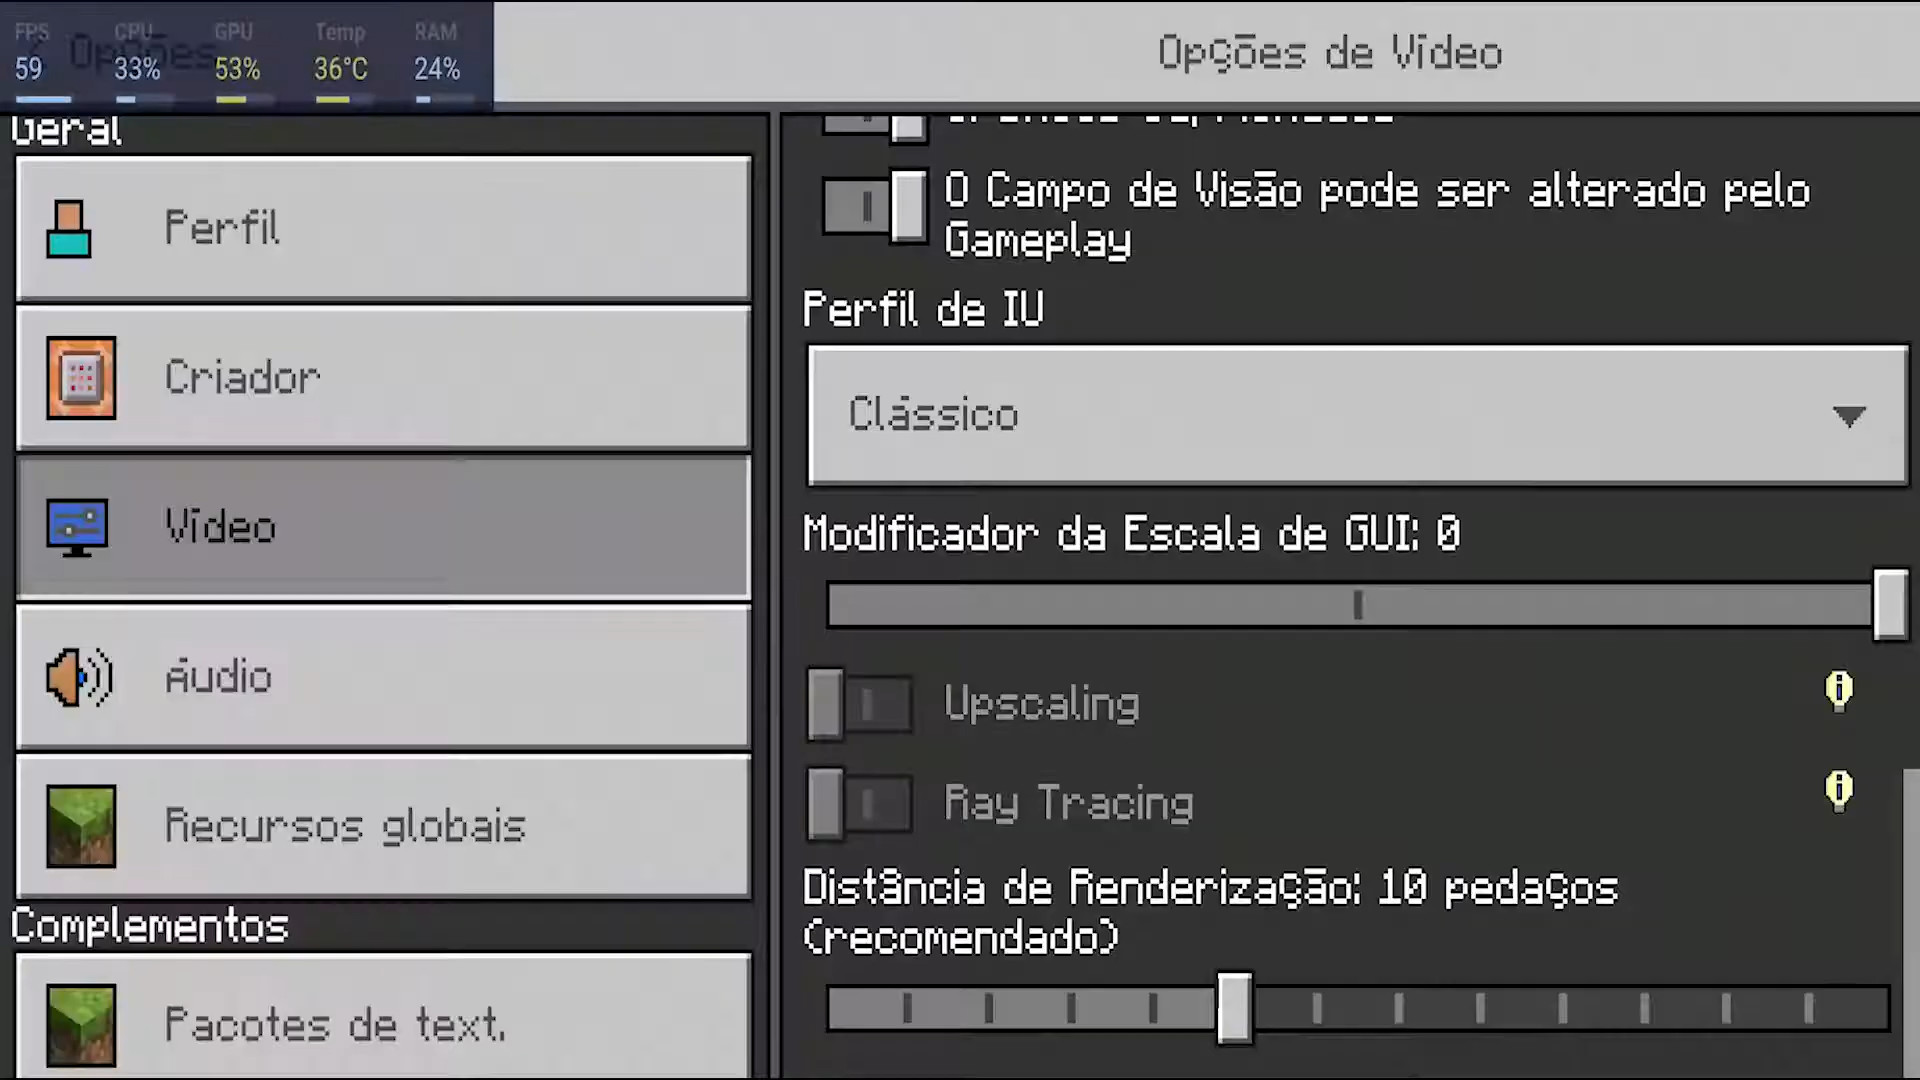 FPS CPU GPU Temp RAM
59 33% 53% 36°C 24%
Opções
Opções de Vídeo
Geral
Perfil
Criador
Vídeo
Áudio
Recursos globais
Complementos
Pacotes de text.
O Campo de Visão pode ser alterado pelo
Gameplay
Perfil de IU
Clássico
Modificador da Escala de GUI: 0
Upscaling
Ray Tracing
Distância de Renderização: 10 pedaços
(recomendado)